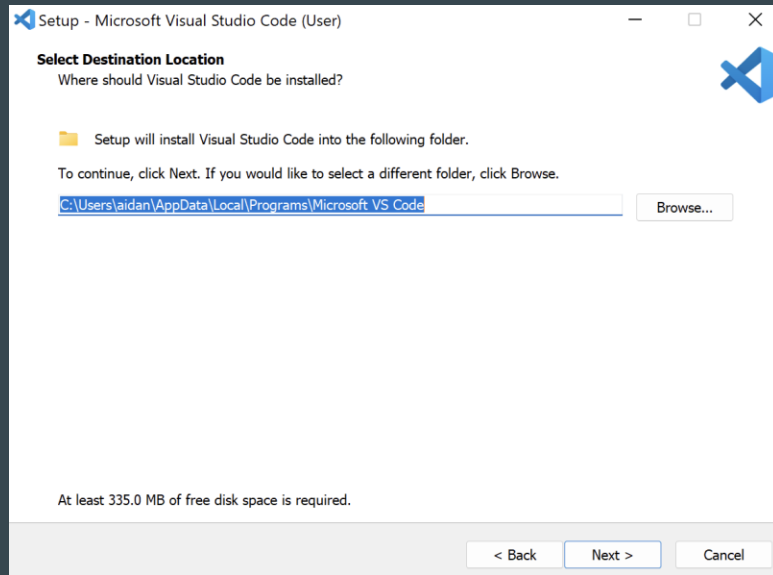 Setup - Microsoft Visual Studio Code (User)
Select Destination Location
Where should Visual Studio Code be installed?
Setup will install Visual Studio Code into the following folder.
To continue, click Next. If you would like to select a different folder, click Browse.
C:\Users\aidan\AppData\Local\Programs\Microsoft VS Code
Browse...
At least 335.0 MB of free disk space is required.
< Back
Next >
Cancel